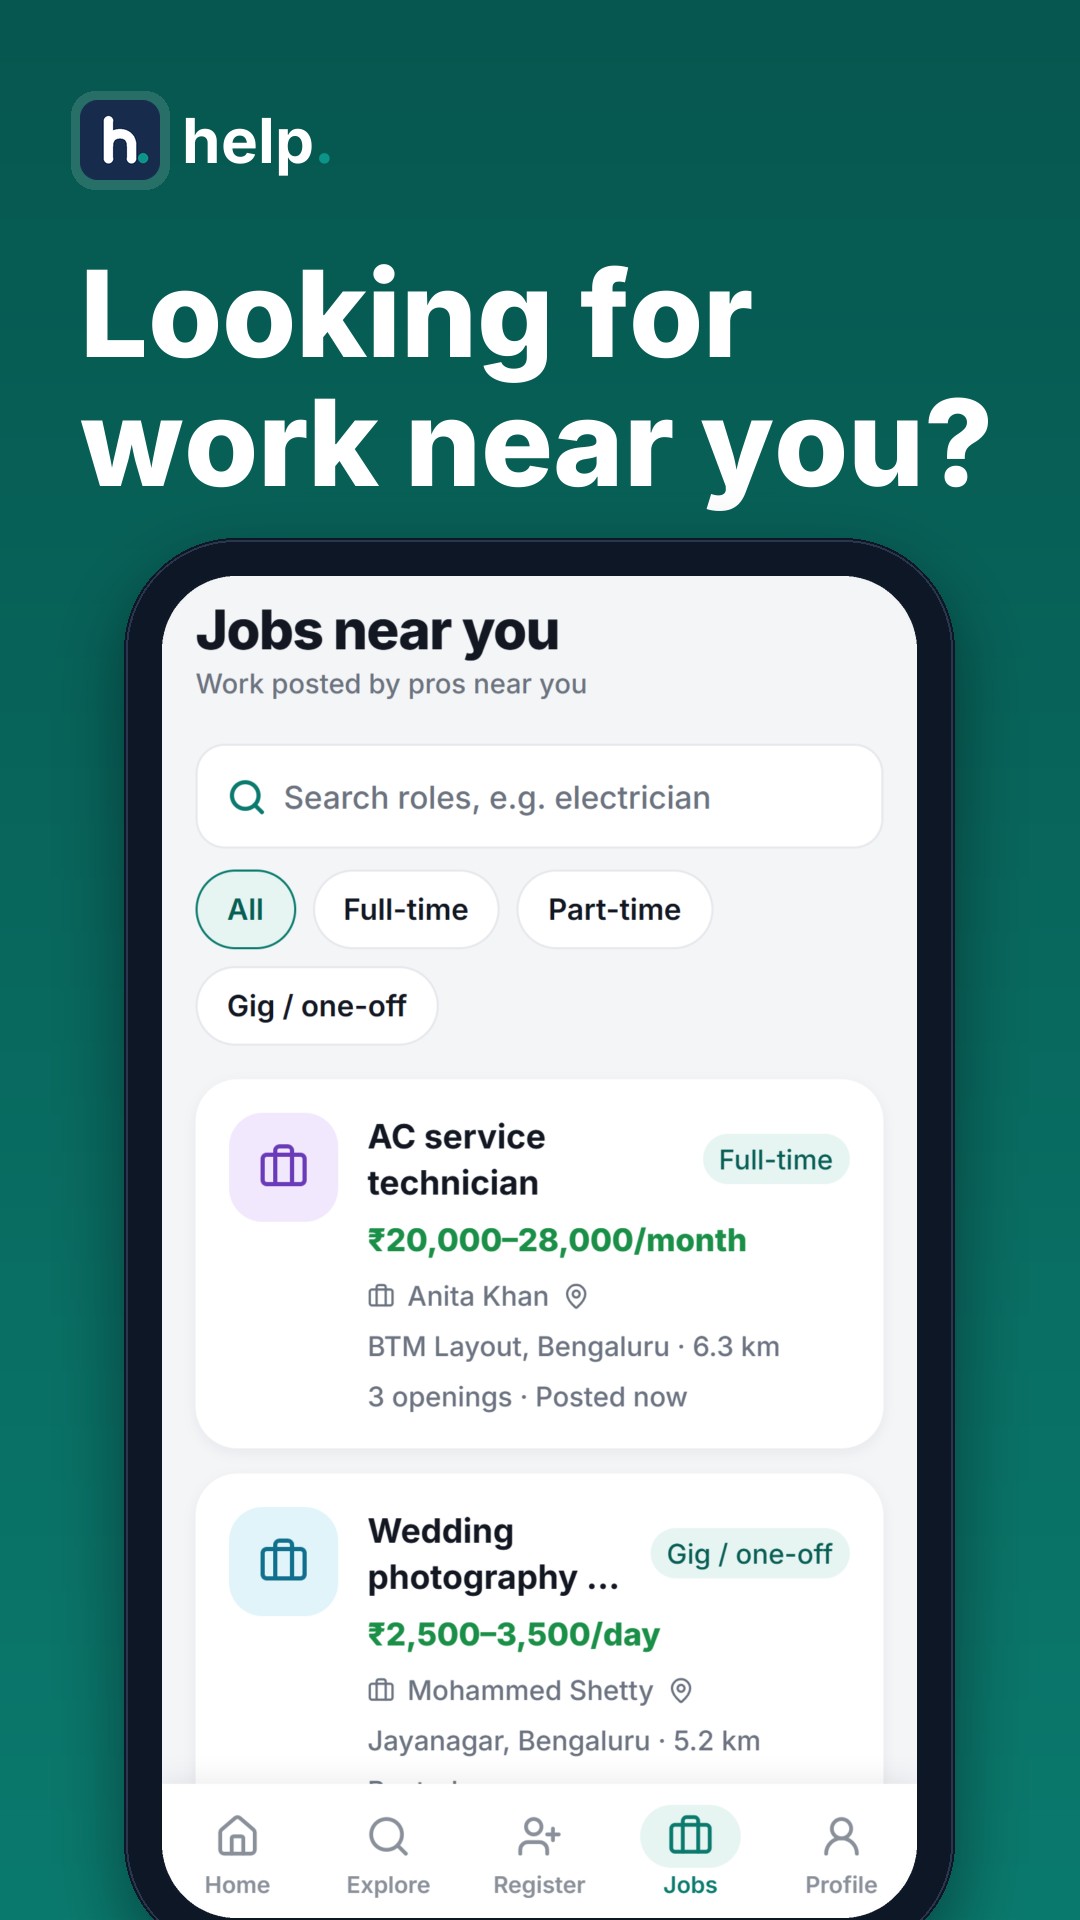 h.
help.
Looking for
work near you?
Jobs near you
Work posted by pros near you
Search roles, e.g. electrician
All
Full-time
Part-time
Gig / one-off
AC service
technician
Full-time
₹20,000–28,000/month
Anita Khan
BTM Layout, Bengaluru · 6.3 km
3 openings · Posted now
Wedding
photography ...
Gig / one-off
₹2,500–3,500/day
Mohammed Shetty
Jayanagar, Bengaluru · 5.2 km
Home
Explore
Register
Jobs
Profile